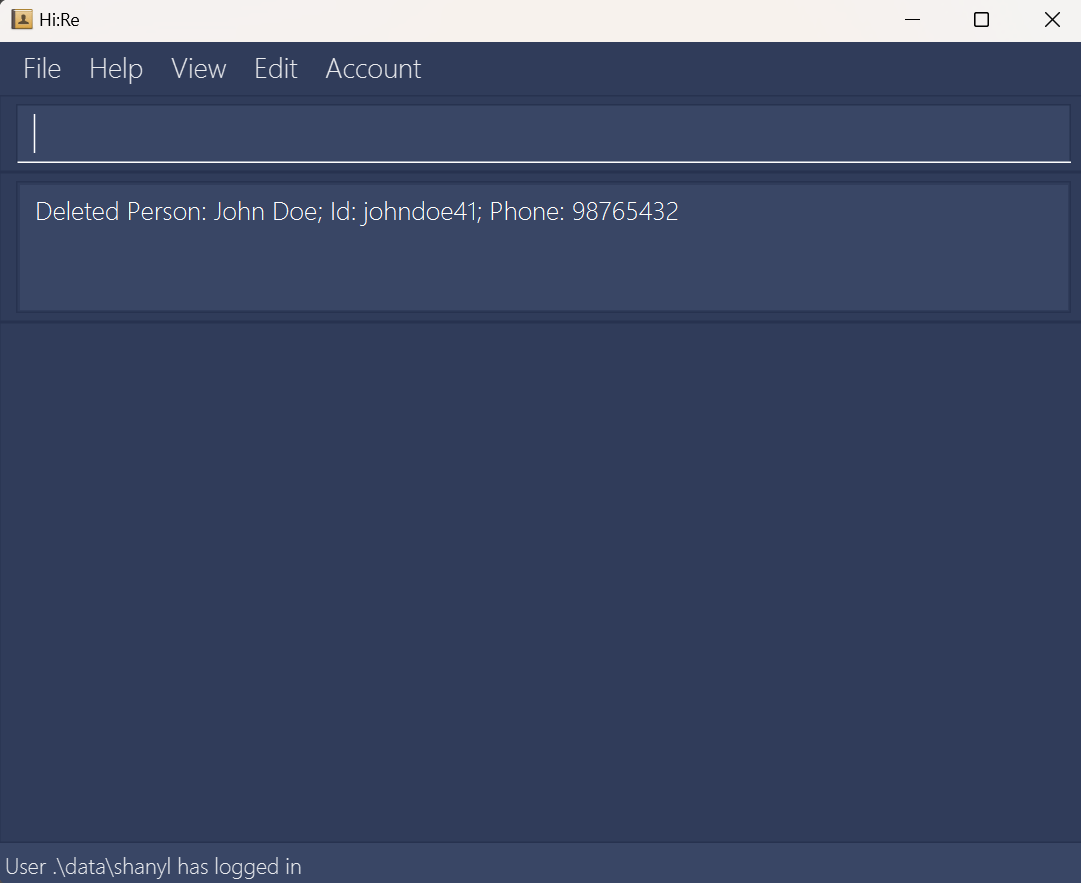 Hi:Re
File Help View Edit Account
Deleted Person: John Doe; Id: johndoe41; Phone: 98765432
User .\data\shanyl has logged in